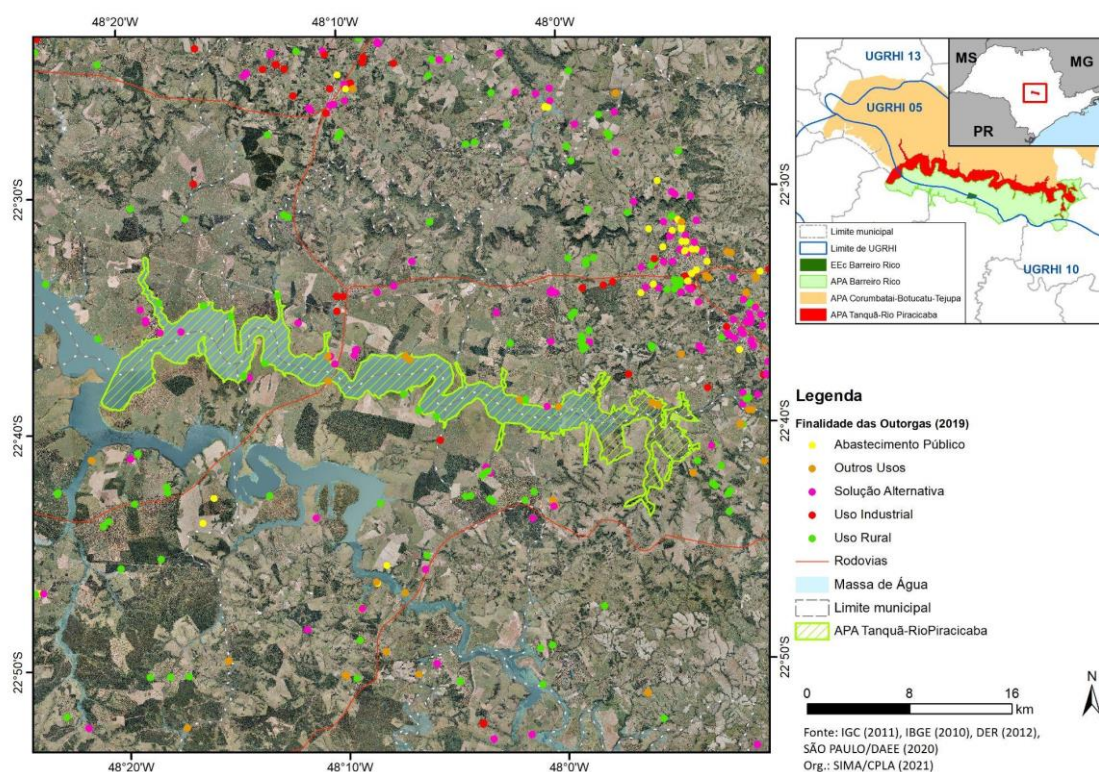 48°20'O
48°10'O
48°0'O
22°30'S
22°40'S
22°50'S
22°30'S
22°40'S
22°50'S
48°20'O
48°10'O
48°0'O
UGRHI 13
UGRHI 05
UGRHI 10
MS
MG
PR
Limite municipal
Limite de UGRHI
EEc Barreiro Rico
APA Barreiro Rico
APA Corumbataí-Botucatu-Tejupa
APA Tanquã-Rio Piracicaba
Legenda
Finalidade das Outorgas (2019)
Abastecimento Público
Outros Usos
Solução Alternativa
Uso Industrial
Uso Rural
Rodovias
Massa de Água
Limite municipal
APA Tanquã-RioPiracicaba
0 8 16
km
N
Fonte: IGC (2011), IBGE (2010), DER (2012),
SÃO PAULO/DAEE (2020)
Org.: SIMA/CPLA (2021)